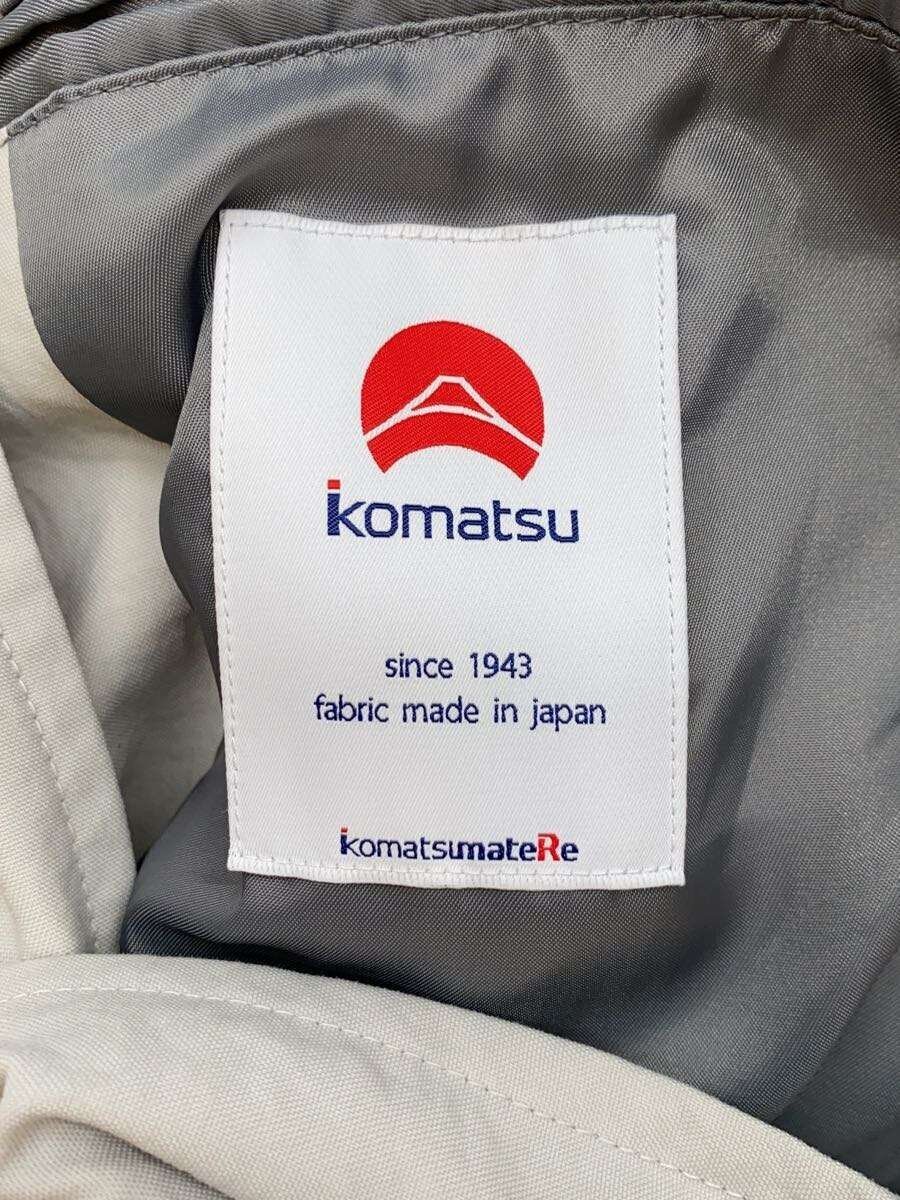 komatsu
since 1943
fabric made in japan
komatsumateRe